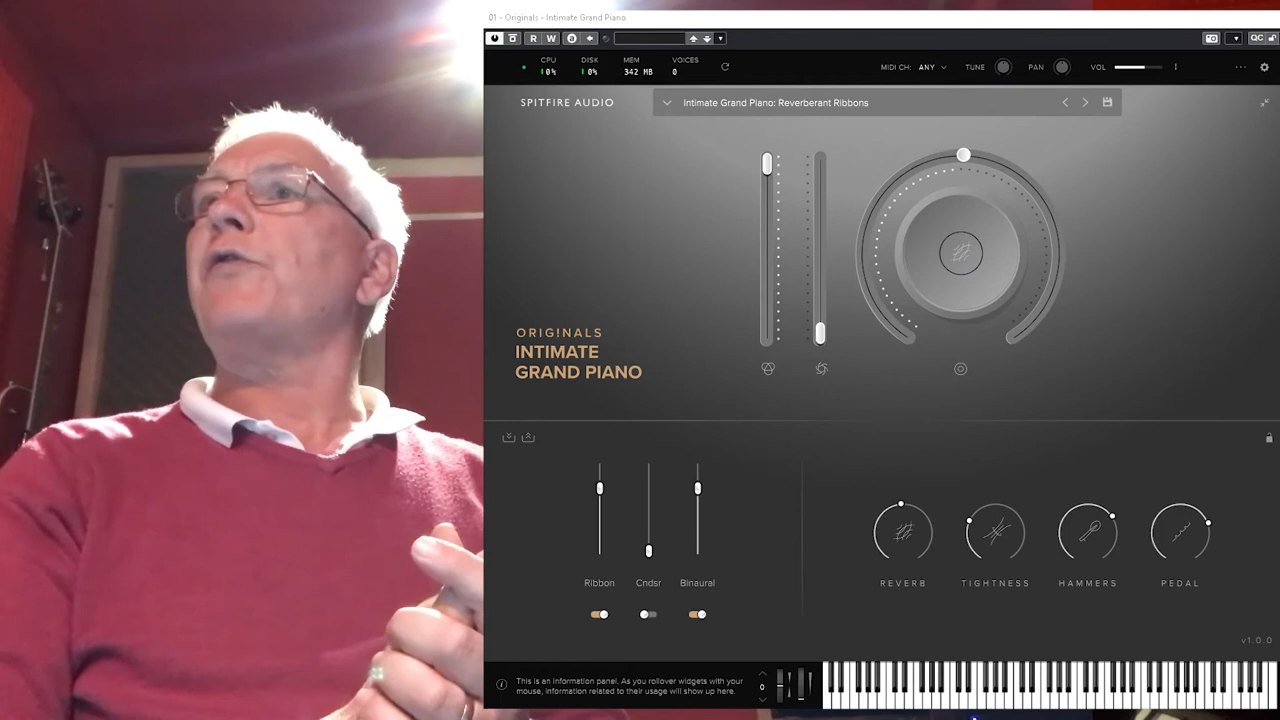 01 - Originals - Intimate Grand Piano
R W QC
CPU DISK MEM VOICES
0% 0% 342 MB 0
MIDI CH: ANY TUNE PAN VOL
SPITFIRE AUDIO
Intimate Grand Piano: Reverberant Ribbons
ORIG!NALS
INTIMATE
GRAND PIANO
Ribbon Cndsr Binaural
REVERB TIGHTNESS HAMMERS PEDAL
v1.0.0
This is an information panel. As you rollover widgets with your
mouse, information related to their usage will show up here.
0